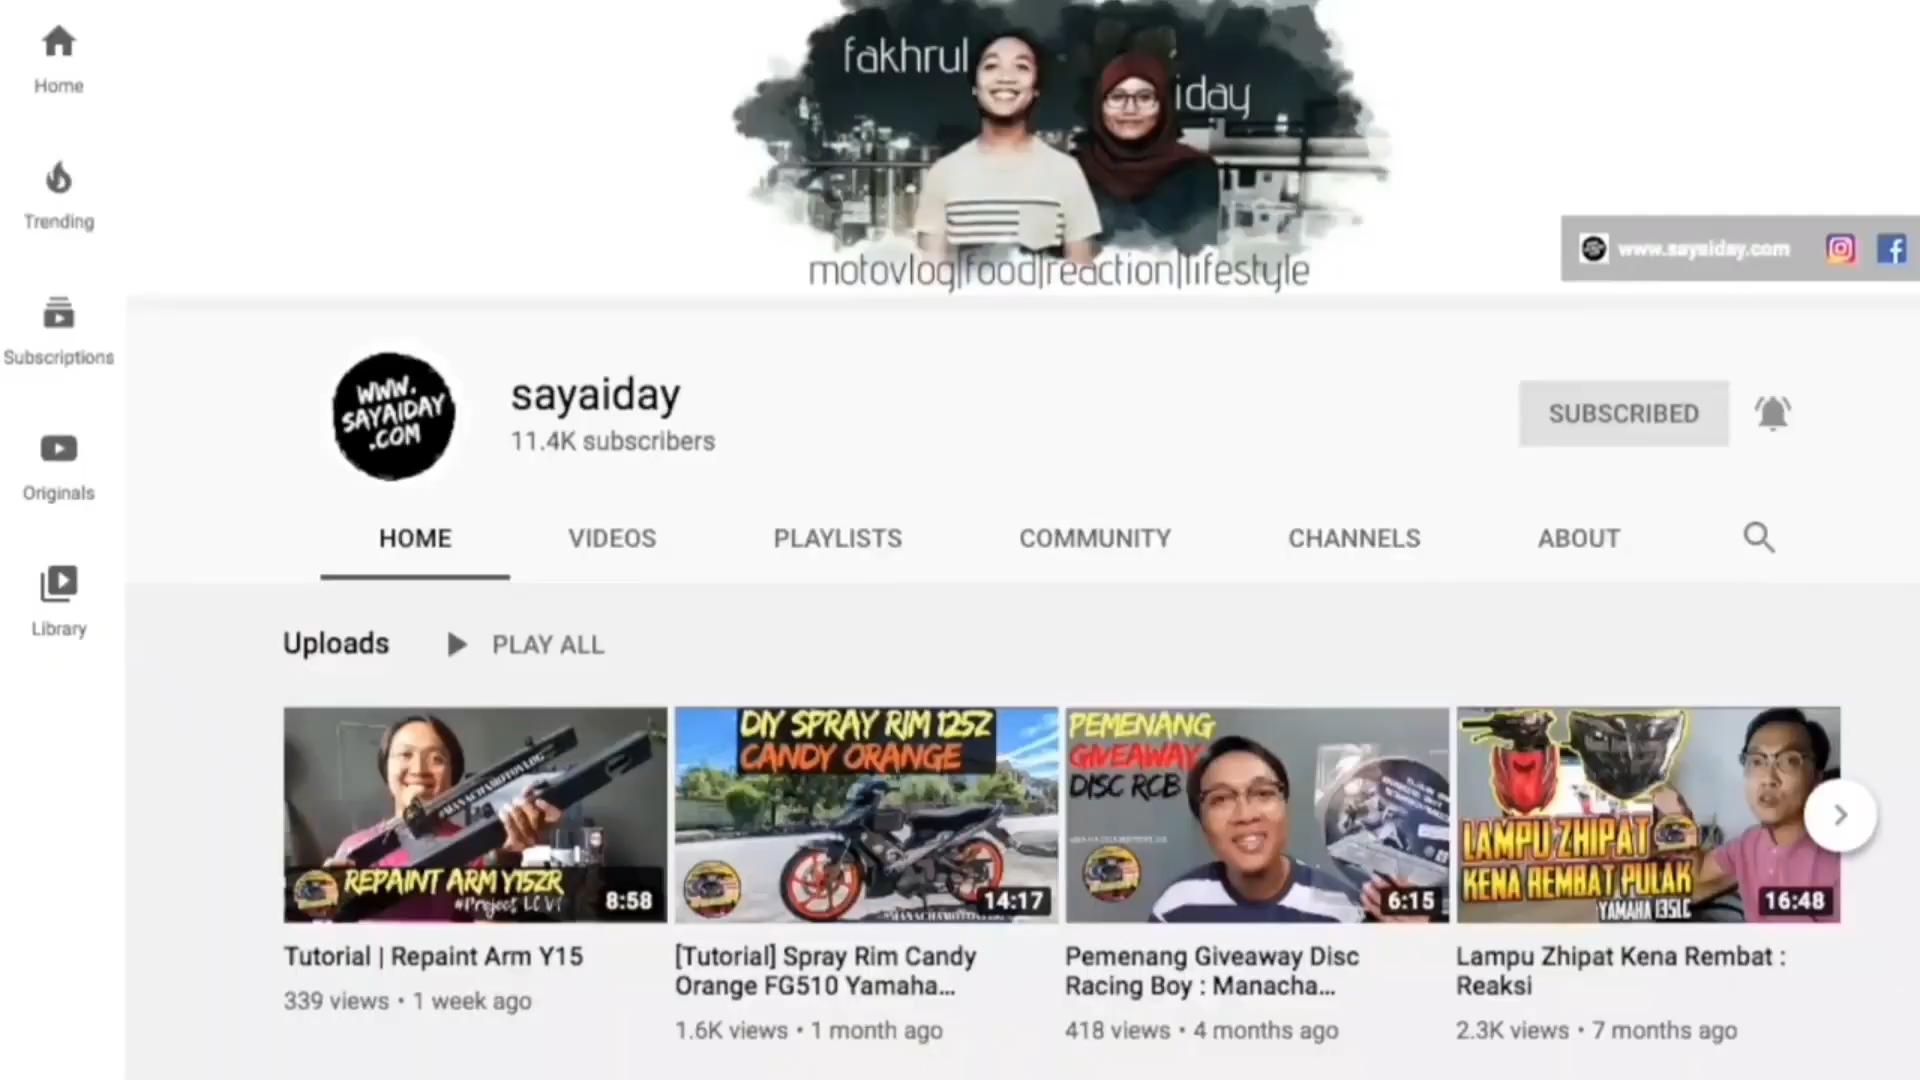 Home
Trending
Subscriptions
Originals
Library
fakhrul
iday
motovlog|food|reaction|lifestyle
www.sayaiday.com
WWW.
SAYAIDAY
.COM
sayaiday
11.4K subscribers
SUBSCRIBED
HOME VIDEOS PLAYLISTS COMMUNITY CHANNELS ABOUT
Uploads PLAY ALL
#MANACHAMOTOVLOG
REPAINT ARM Y15ZR
#Project LC V1
8:58
Tutorial | Repaint Arm Y15
339 views • 1 week ago
DIY SPRAY RIM 125Z
CANDY ORANGE
#MANACHAMOTOVLOG
14:17
[Tutorial] Spray Rim Candy
Orange FG510 Yamaha...
1.6K views • 1 month ago
PEMENANG
GIVEAWAY
DISC RCB
6:15
Pemenang Giveaway Disc
Racing Boy : Manacha...
418 views • 4 months ago
LAMPU ZHIPAT
KENA REMBAT PULAK
YAMAHA 135LC
16:48
Lampu Zhipat Kena Rembat :
Reaksi
2.3K views • 7 months ago